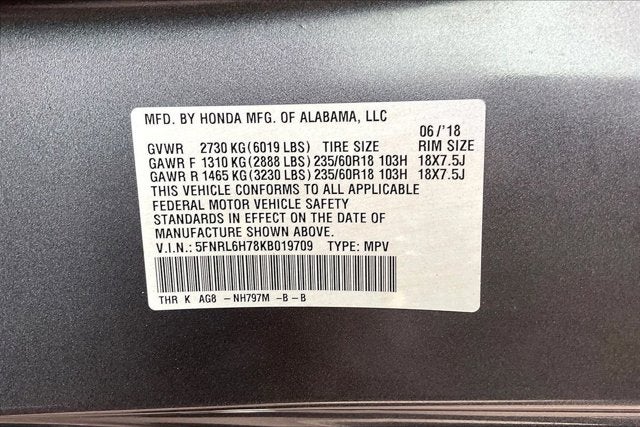 MFD. BY HONDA MFG. OF ALABAMA, LLC
06/'18
GVWR 2730 KG(6019 LBS) TIRE SIZE RIM SIZE
GAWR F 1310 KG(2888 LBS)235/60R18 103H 18X7.5J
GAWR R 1465 KG(3230 LBS)235/60R18 103H 18X7.5J
THIS VEHICLE CONFORMS TO ALL APPLICABLE
FEDERAL MOTOR VEHICLE SAFETY
STANDARDS IN EFFECT ON THE DATE OF
MANUFACTURE SHOWN ABOVE.
V.I.N.: 5FNRL6H78KB019709 TYPE: MPV
THR K AG8 -NH797M -B-B